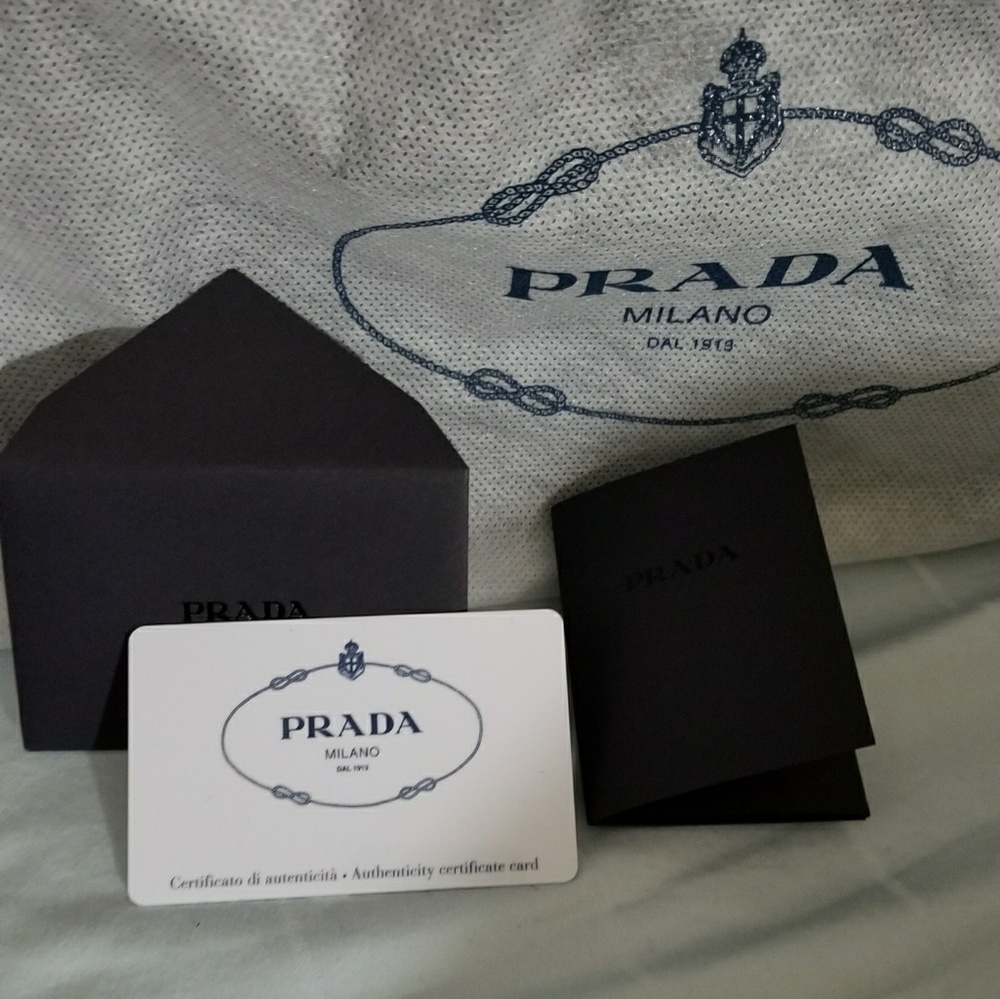 PRADA
MILANO
DAL 1913
PRADA
PRADA
PRADA
MILANO
DAL 1913
Certificato di autenticità • Authenticity certificate card